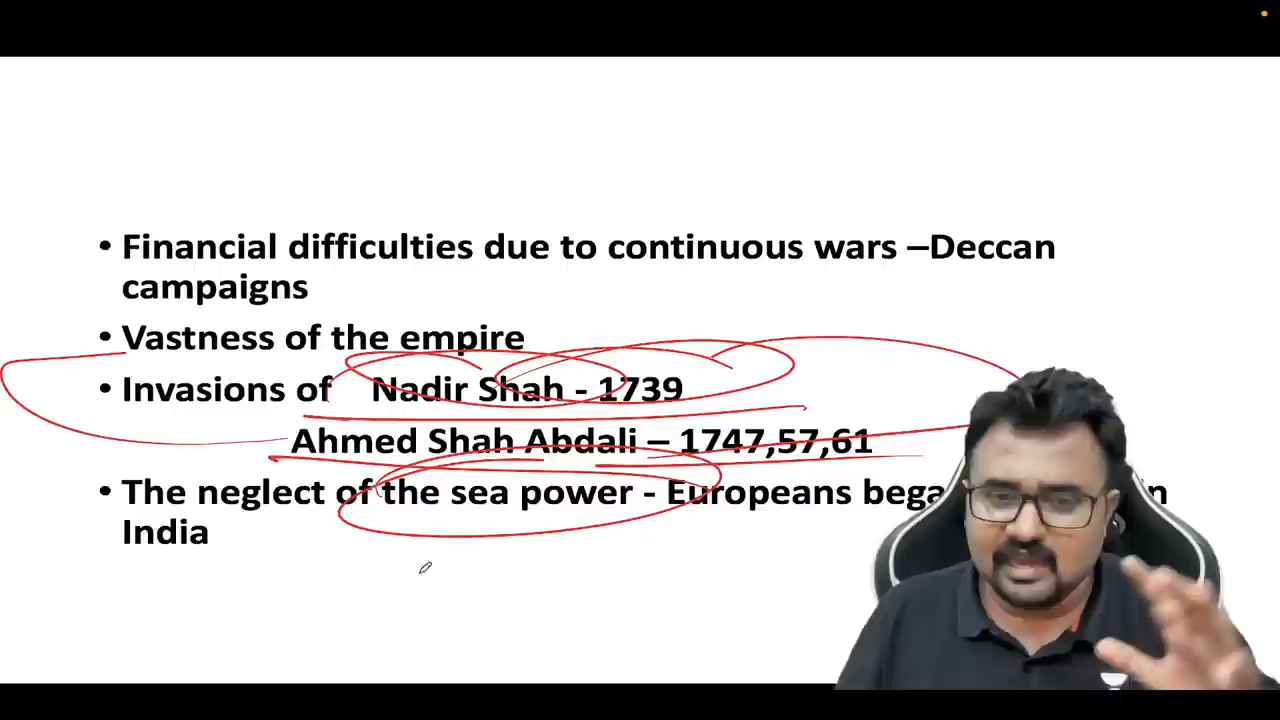 • Financial difficulties due to continuous wars –Deccan
campaigns
• Vastness of the empire
• Invasions of Nadir Shah - 1739
Ahmed Shah Abdali – 1747,57,61
• The neglect of the sea power - Europeans in
India